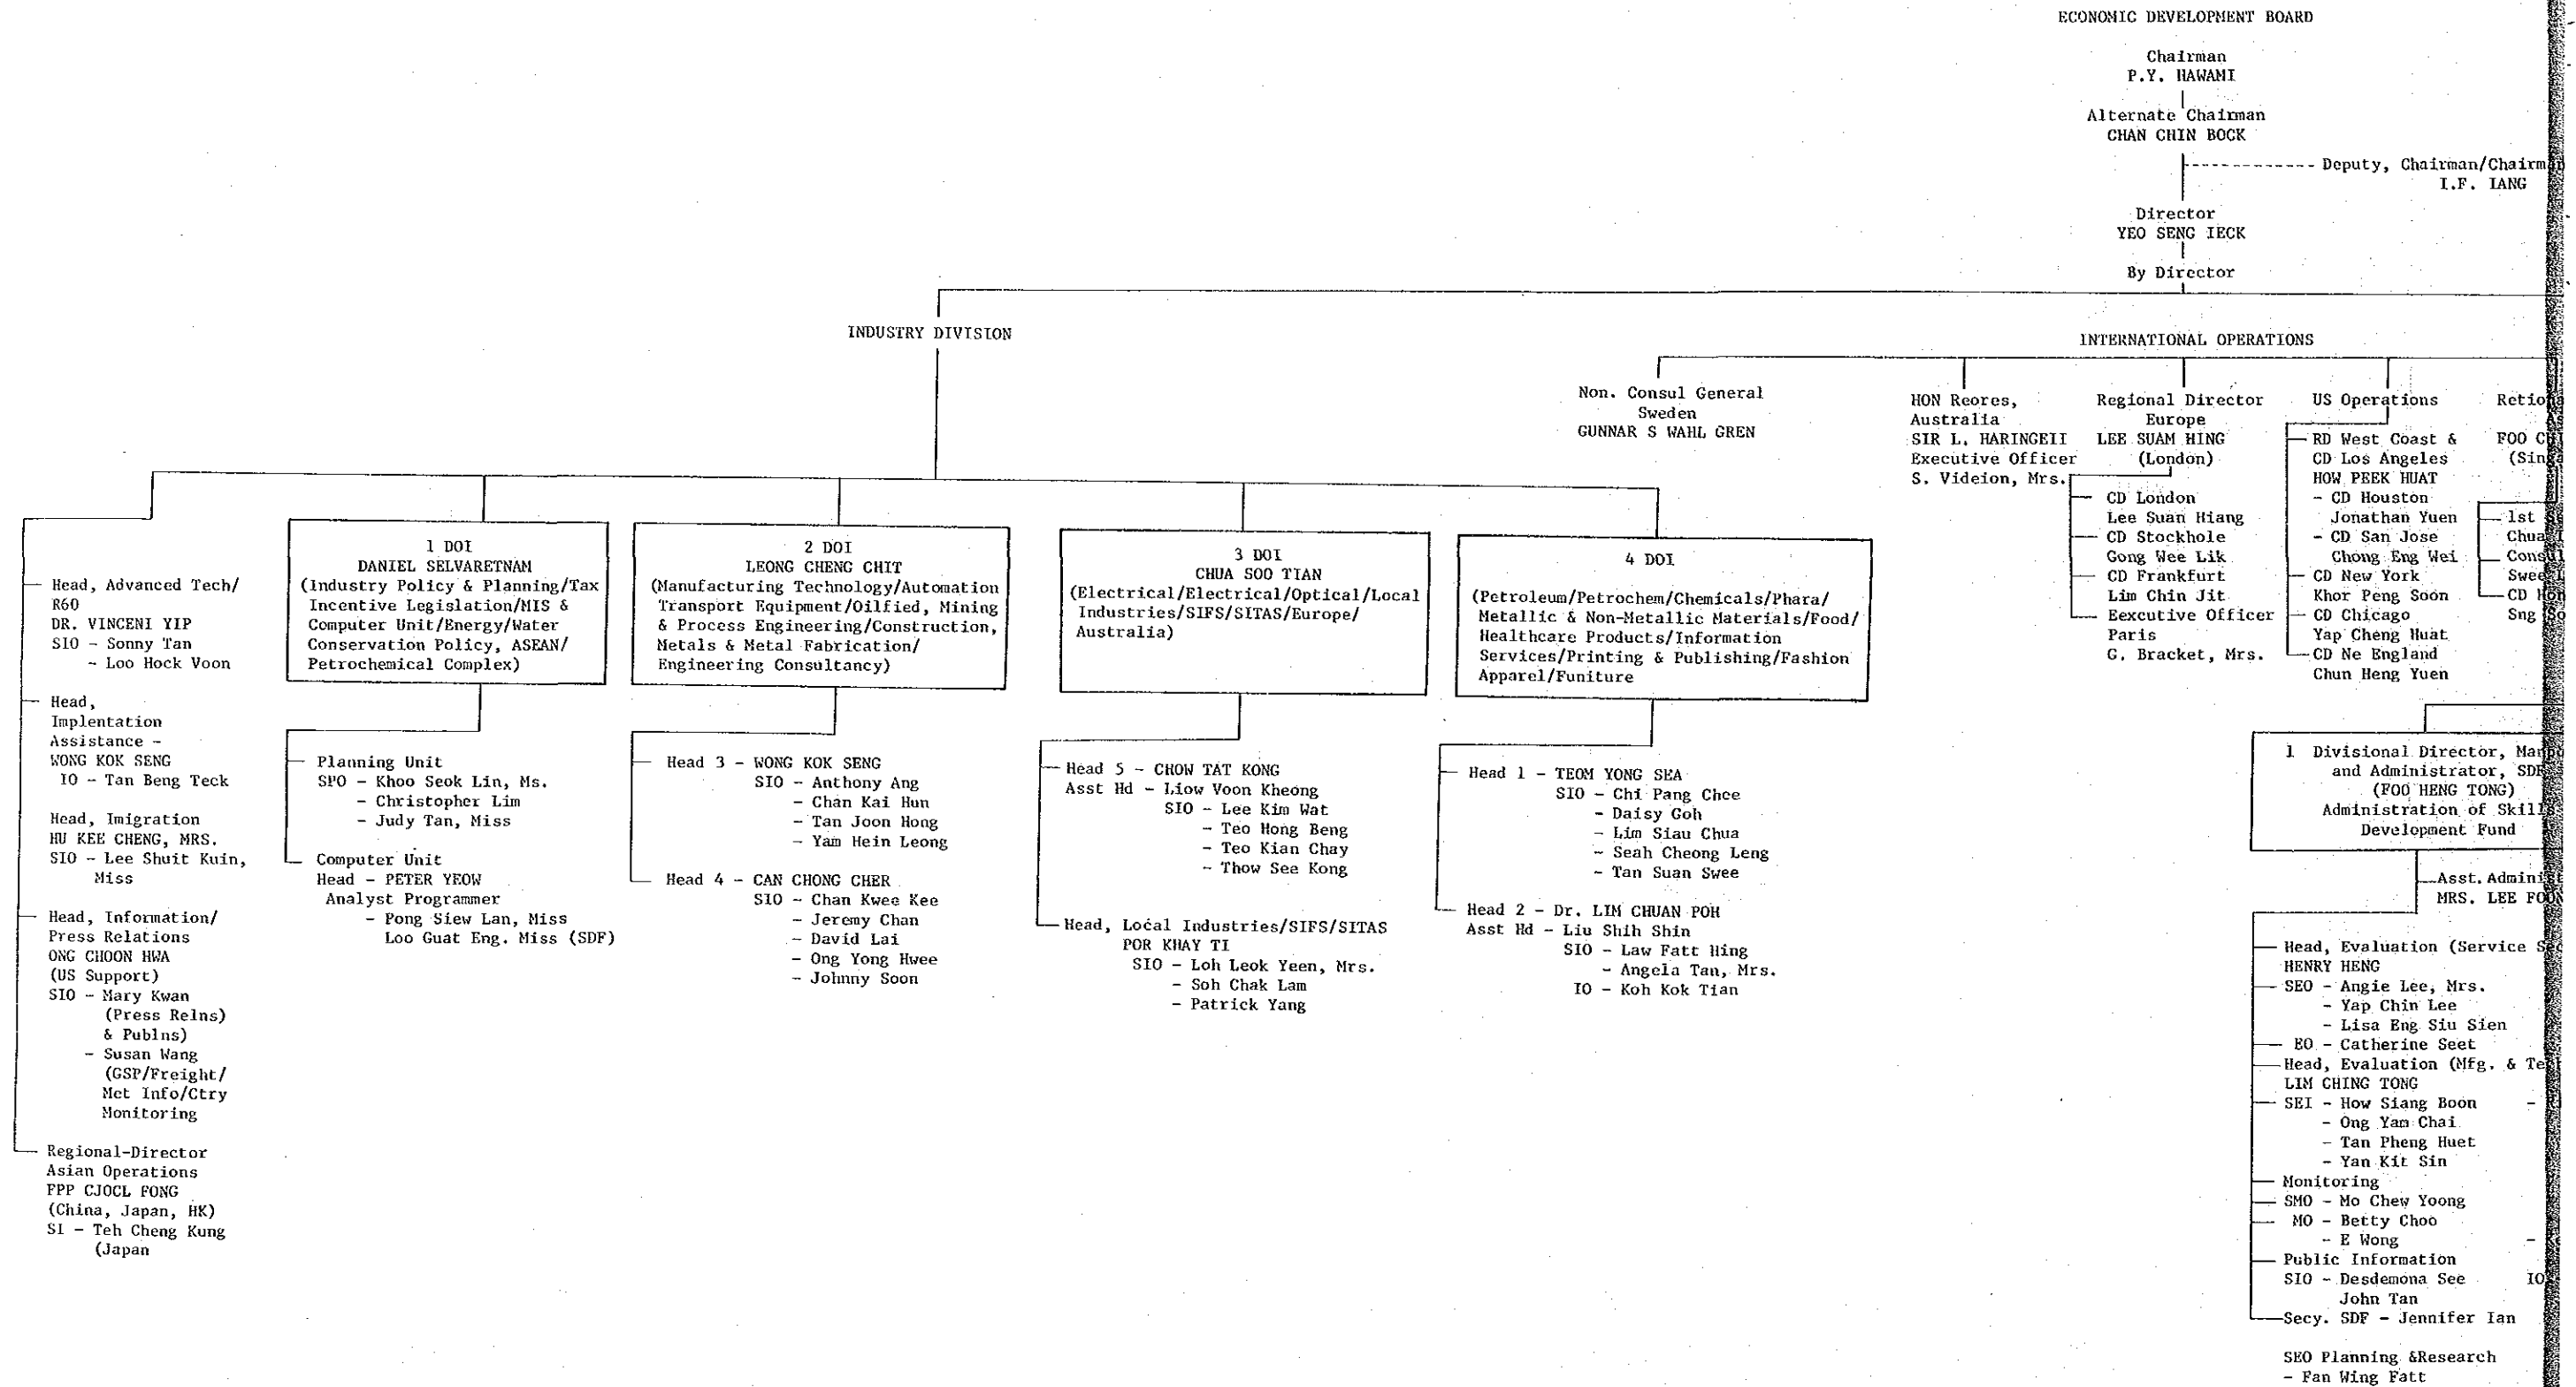 ECONOMIC DEVELOPMENT BOARD
Chairman
P.Y. HAWAMI
Alternate Chairman
CHAN CHIN BOCK
Deputy, Chairman/
I.F. IANG
Director
YEO SENG IECK
By Director
INDUSTRY DIVISION
Head, Advanced Tech/
R60
DR. VINCENI YIP
SIO - Sonny Tan
- Loo Hock Voon
Head,
Implentation
Assistance -
WONG KOK SENG
IO - Tan Beng Teck
Head, Imigration
HU KEE CHENG, MRS.
SIO - Lee Shuit Kuin,
Miss
Head, Information/
Press Relations
ONG CHOON HWA
(US Support)
SIO - Mary Kwan
(Press Relns)
& Publns)
- Susan Wang
(GSP/Freight/
Mct Info/Ctry
Monitoring
Regional-Director
Asian Operations
FPP CJOCL FONG
(China, Japan, HK)
SI - Teh Cheng Kung
(Japan
1 DOI
DANIEL SELVARETNAM
(Industry Policy & Planning/Tax
Incentive Legislation/MIS &
Computer Unit/Energy/Water
Conservation Policy, ASEAN/
Petrochemical Complex)
Planning Unit
SPO - Khoo Seok Lin, Ms.
- Christopher Lim
- Judy Tan, Miss
Computer Unit
Head - PETER YEOW
Analyst Programmer
- Pong Siew Lan, Miss
Loo Guat Eng. Miss (SDF)
2 DOI
LEONG CHENG CHIT
(Manufacturing Technology/Automation
Transport Equipment/Oilfied, Mining
& Process Engineering/Construction,
Metals & Metal Fabrication/
Engineering Consultancy)
Head 3 - WONG KOK SENG
SIO - Anthony Ang
- Chan Kai Hun
- Tan Joon Hong
- Yam Hein Leong
Head 4 - CAN CHONG CHER
SIO - Chan Kwee Kee
- Jeremy Chan
- David Lai
- Ong Yong Hwee
- Johnny Soon
3 DOI
CHUA SOO TIAN
(Electrical/Electrical/Optical/Local
Industries/SIFS/SITAS/Europe/
Australia)
Head 5 - CHOW TAT KONG
Asst Hd - Liow Voon Kheong
SIO - Lee Kim Wat
- Teo Hong Beng
- Teo Kian Chay
- Thow See Kong
Head, Local Industries/SIFS/SITAS
POR KHAY TI
SIO - Loh Leok Yeen, Mrs.
- Soh Chak Lam
- Patrick Yang
4 DOI
(Petroleum/Petrochem/Chemicals/Phara/
Metallic & Non-Metallic Materials/Food/
Healthcare Products/Information
Services/Printing & Publishing/Fashion
Apparel/Funiture
Head 1 - TEOM YONG SEA
SIO - Chi Pang Chee
- Daisy Goh
- Lim Siau Chua
- Seah Cheong Leng
- Tan Suan Swee
Head 2 - Dr. LIM CHUAN POH
Asst Hd - Liu Shih Shin
SIO - Law Fatt Hing
- Angela Tan, Mrs.
IO - Koh Kok Tian
INTERNATIONAL OPERATIONS
Non. Consul General
Sweden
GUNNAR S WAHL GREN
HON Reores,
Australia
SIR L. HARINGEII
Executive Officer
S. Videion, Mrs.
Regional Director
Europe
LEE SUAM HING
(London)
CD London
Lee Suan Hiang
CD Stockhole
Gong Wee Lik
CD Frankfurt
Lim Chin Jit
Eexcutive Officer
Paris
G. Bracket, Mrs.
US Operations
RD West Coast &
CD Los Angeles
HOW PEEK HUAT
- CD Houston
Jonathan Yuen
- CD San Jose
Chong Eng Wei
CD New York
Khor Peng Soon
CD Chicago
Yap Cheng Huat
CD Ne England
Chun Heng Yuen
FOO
1st
Chua
CD
Sng
1 Divisional Director,
and Administrator, SDF
(FOO HENG TONG)
Administration of
Development Fund
Asst.
MRS. LEE
Head, Evaluation (Service
HENRY HENG
SEO - Angie Lee, Mrs.
- Yap Chin Lee
- Lisa Eng Siu Sien
EO - Catherine Seet
Head, Evaluation (Mfg. &
LIM CHING TONG
SEI - How Siang Boon
- Ong Yam Chai
- Tan Pheng Huet
- Yan Kit Sin
Monitoring
SMO - Mo Chew Yoong
MO - Betty Choo
- E Wong
Public Information
SIO - Desdemona See
IO
John Tan
Secy. SDF - Jennifer Ian
SEO Planning &Research
- Fan Wing Fatt